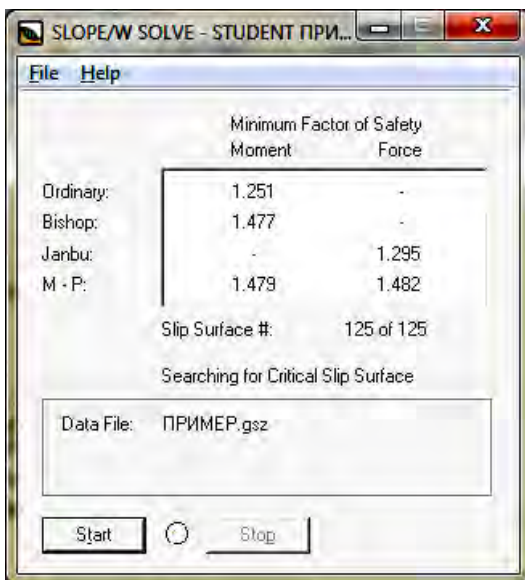 SLOPE/W SOLVE - STUDENT ПРИ...
File Help
Minimum Factor of Safety
Moment Force
Ordinary: 1.251 -
Bishop: 1.477 -
Janbu: - 1.295
M - P: 1.479 1.482
Slip Surface #: 125 of 125
Searching for Critical Slip Surface
Data File: ПРИМЕР.gsz
Start Stop